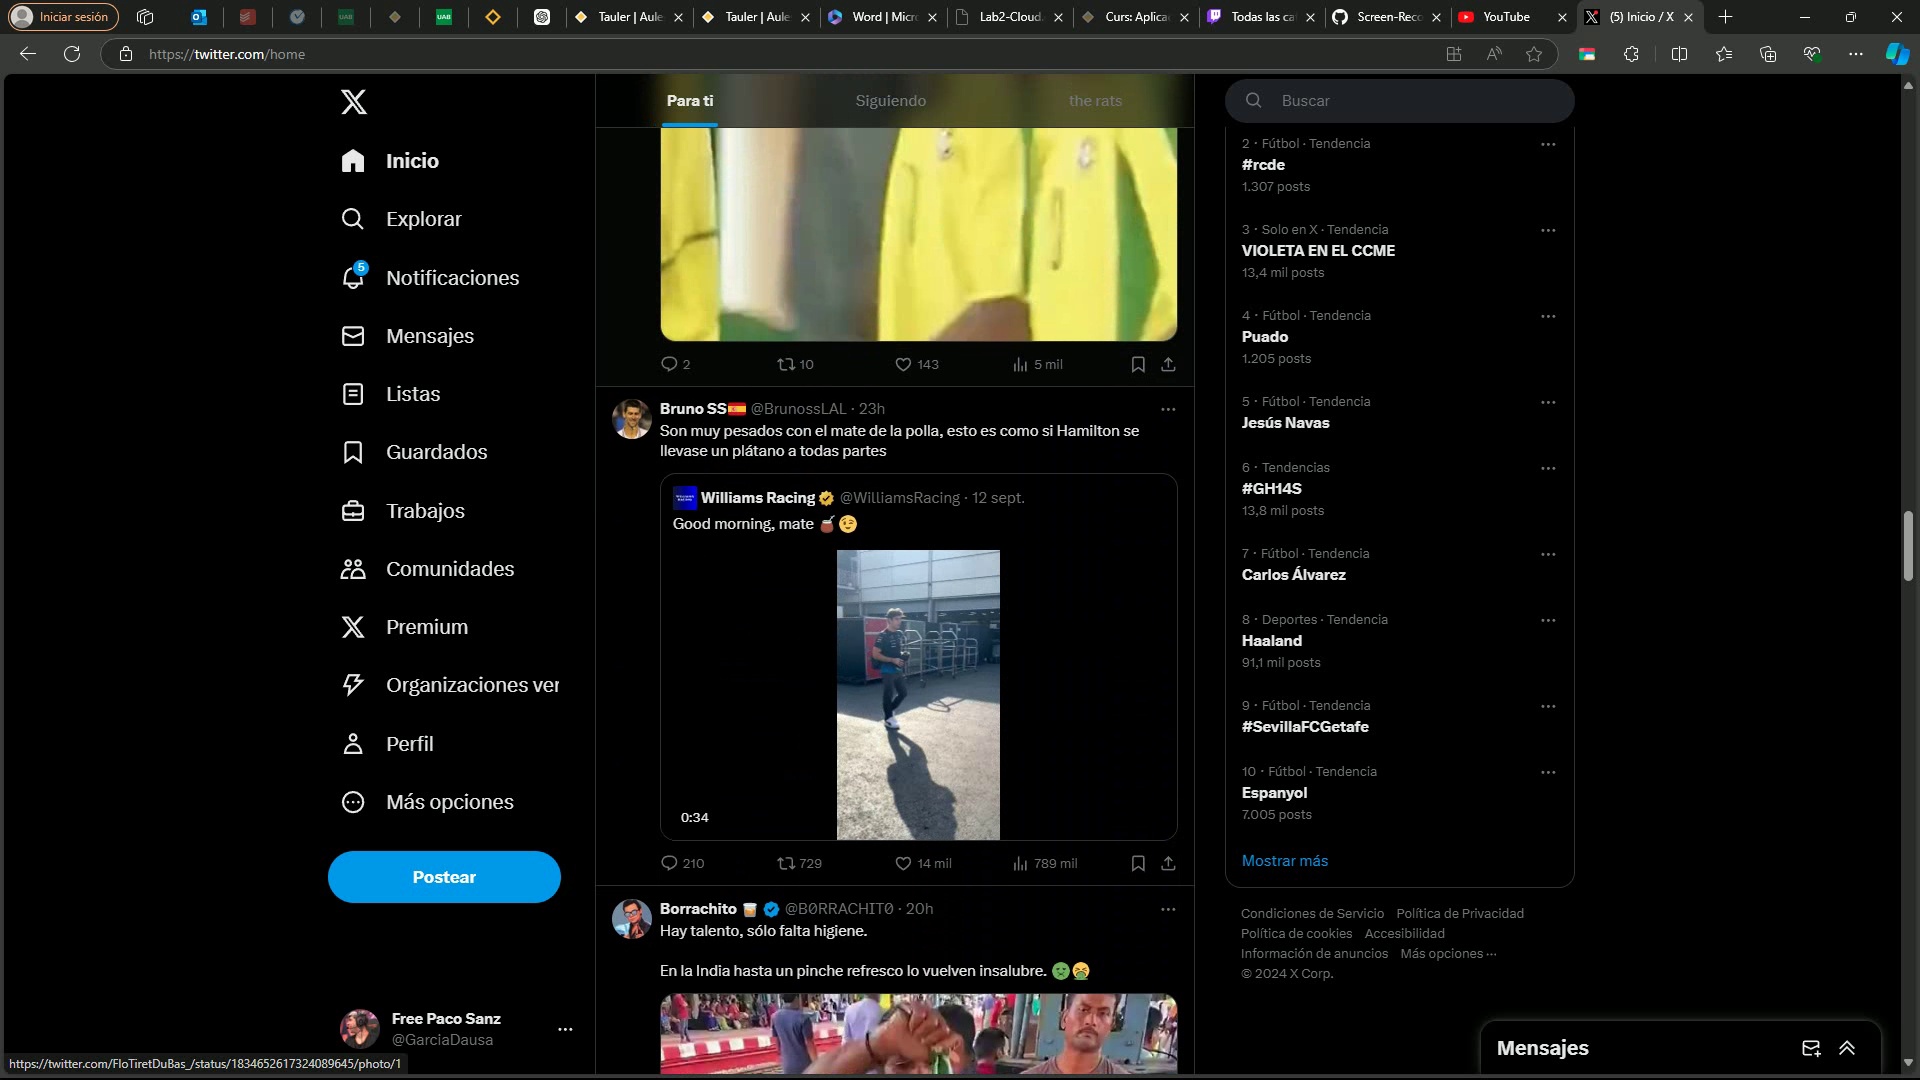 Iniciar sesión
UAB
UAB
Tauler | Aule
Tauler | Aule
Word | Micr
Lab2-Cloud.
Curs: Aplica
Todas las ca
Screen-Reco
YouTube
(5) Inicio / X
https://twitter.com/home
Inicio
Explorar
5
Notificaciones
Mensajes
Listas
Guardados
Trabajos
Comunidades
Premium
Organizaciones ver
Perfil
Más opciones
Postear
Free Paco Sanz
@GarciaDausa
https://twitter.com/FloTiretDuBas_/status/1834652617324089645/photo/1
Para ti
Siguiendo
the rats
2
10
143
5 mil
Bruno SS🇪🇸 @BrunossLAL · 23h
Son muy pesados con el mate de la polla, esto es como si Hamilton se
llevase un plátano a todas partes
Williams Racing @WilliamsRacing · 12 sept.
Good morning, mate 🧉😉
0:34
210
729
14 mil
789 mil
Borrachito 🥃 @B0RRACHIT0 · 20h
Hay talento, sólo falta higiene.
En la India hasta un pinche refresco lo vuelven insalubre. 🤢🤮
Buscar
2 · Fútbol · Tendencia
#rcde
1.307 posts
3 · Solo en X · Tendencia
VIOLETA EN EL CCME
13,4 mil posts
4 · Fútbol · Tendencia
Puado
1.205 posts
5 · Fútbol · Tendencia
Jesús Navas
6 · Tendencias
#GH14S
13,8 mil posts
7 · Fútbol · Tendencia
Carlos Álvarez
8 · Deportes · Tendencia
Haaland
91,1 mil posts
9 · Fútbol · Tendencia
#SevillaFCGetafe
10 · Fútbol · Tendencia
Espanyol
7.005 posts
Mostrar más
Condiciones de Servicio Política de Privacidad
Política de cookies Accesibilidad
Información de anuncios Más opciones ···
© 2024 X Corp.
Mensajes